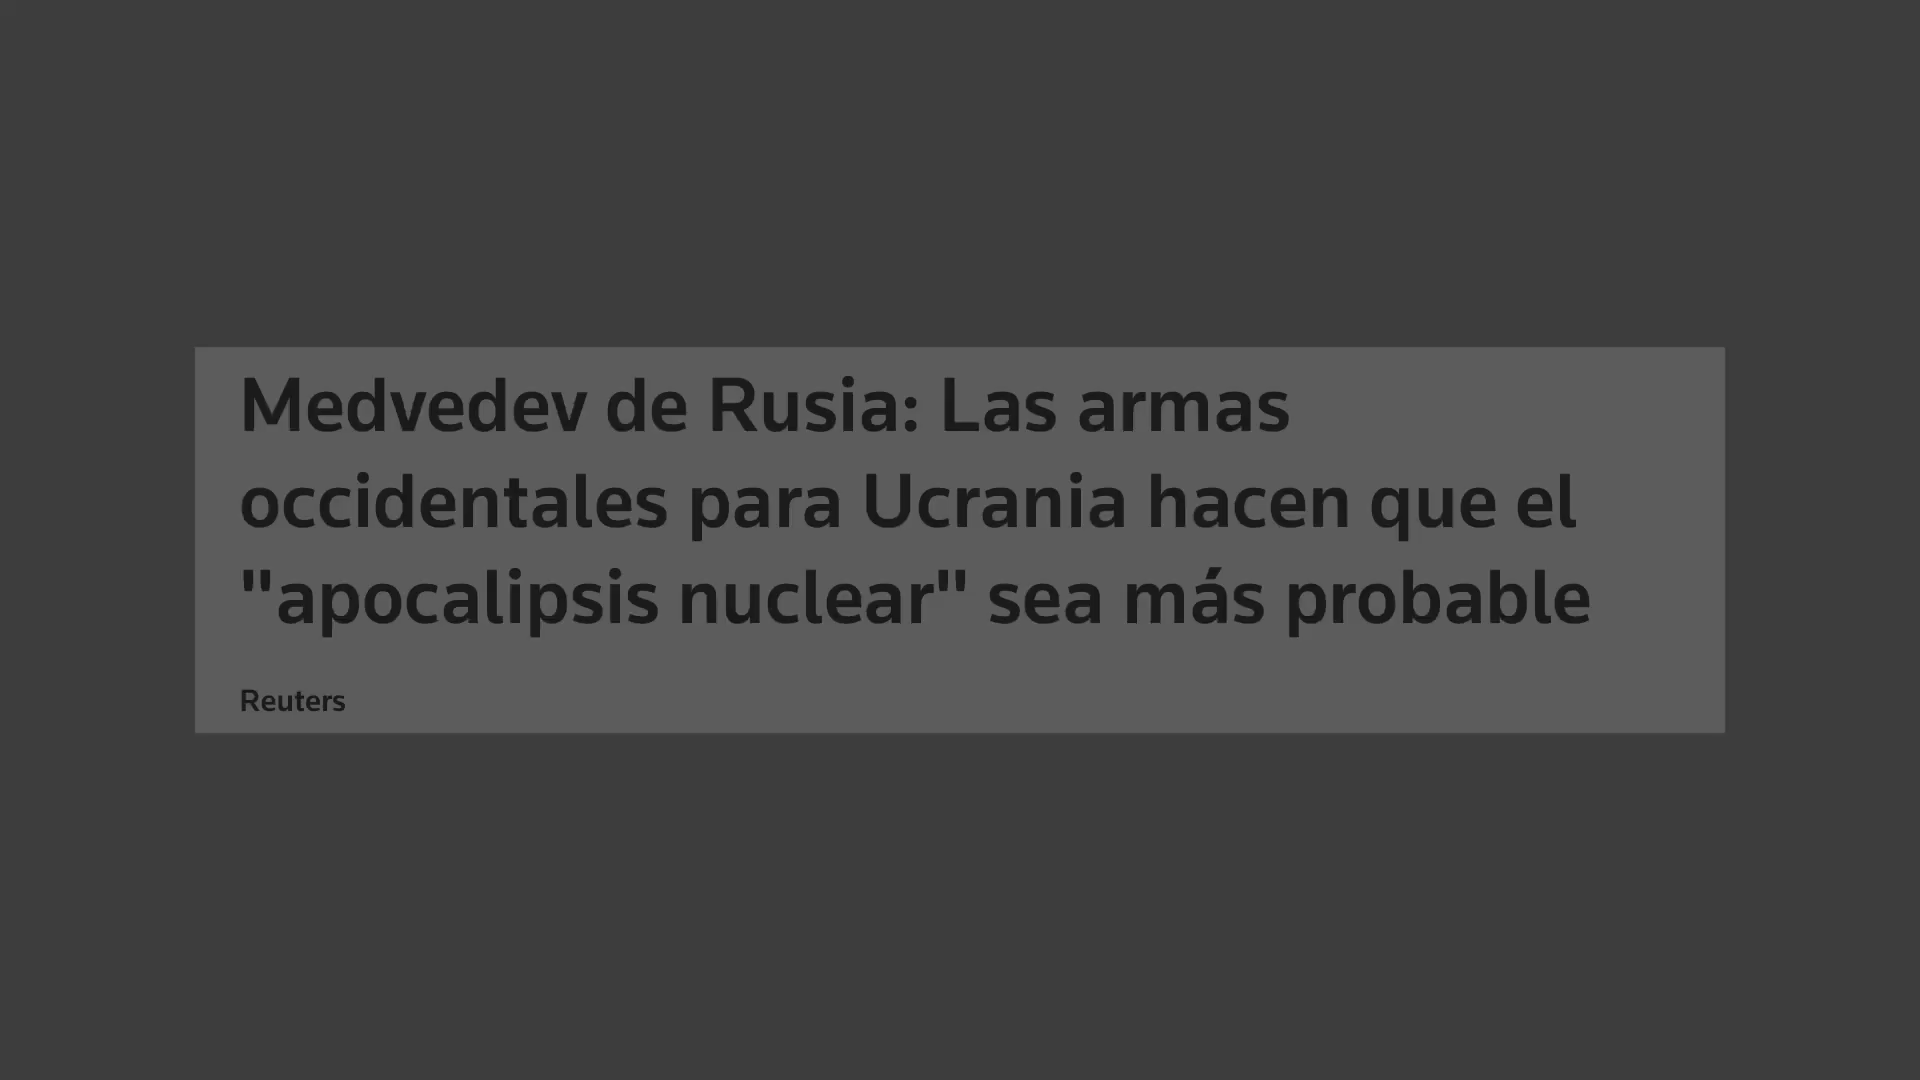 Medvedev de Rusia: Las armas
occidentales para Ucrania hacen que el
"apocalipsis nuclear" sea más probable
Reuters